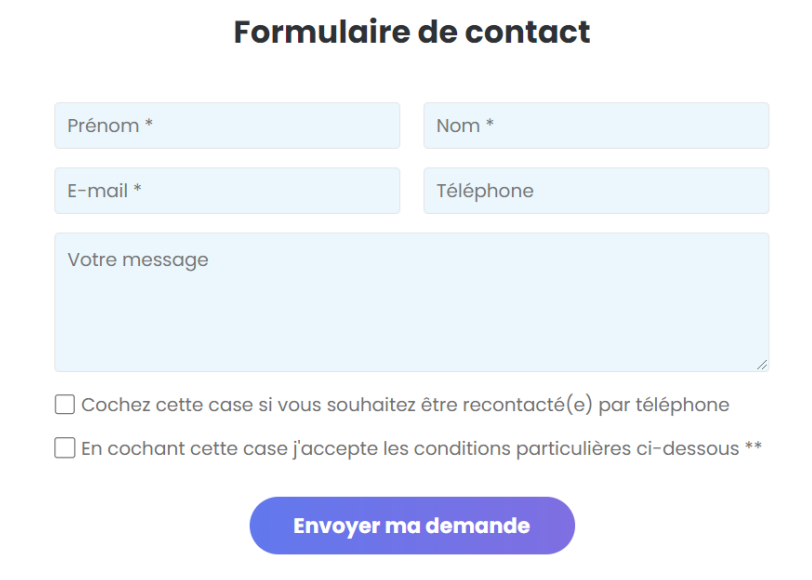 Formulaire de contact
Prénom * Nom *
E-mail * Téléphone
Votre message
Cochez cette case si vous souhaitez être recontacté(e) par téléphone
En cochant cette case j'accepte les conditions particulières ci-dessous **
Envoyer ma demande